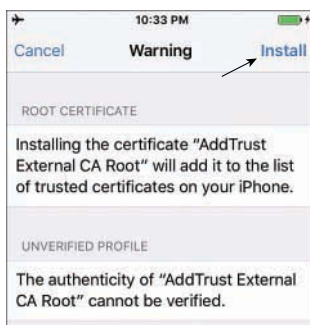 10:33 PM
Cancel Warning Install
ROOT CERTIFICATE
Installing the certificate “AddTrust
External CA Root” will add it to the list
of trusted certificates on your iPhone.
UNVERIFIED PROFILE
The authenticity of “AddTrust External
CA Root” cannot be verified.